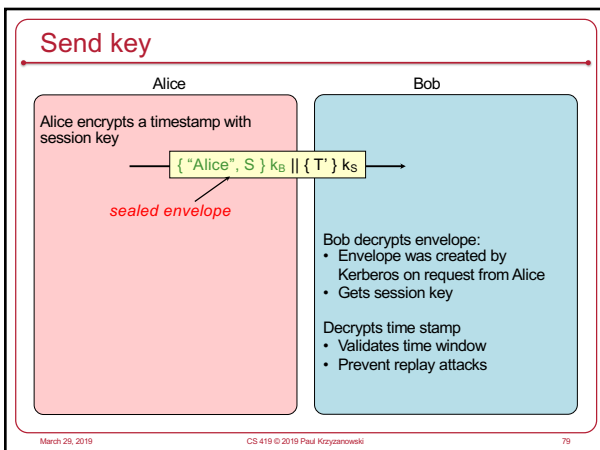 Send key
Alice
Bob
Alice encrypts a timestamp with
session key
{ “Alice”, S } kB || { T’ } kS
sealed envelope
Bob decrypts envelope:
• Envelope was created by
Kerberos on request from Alice
• Gets session key
Decrypts time stamp
• Validates time window
• Prevent replay attacks
March 29, 2019
CS 419 © 2019 Paul Krzyzanowski
79